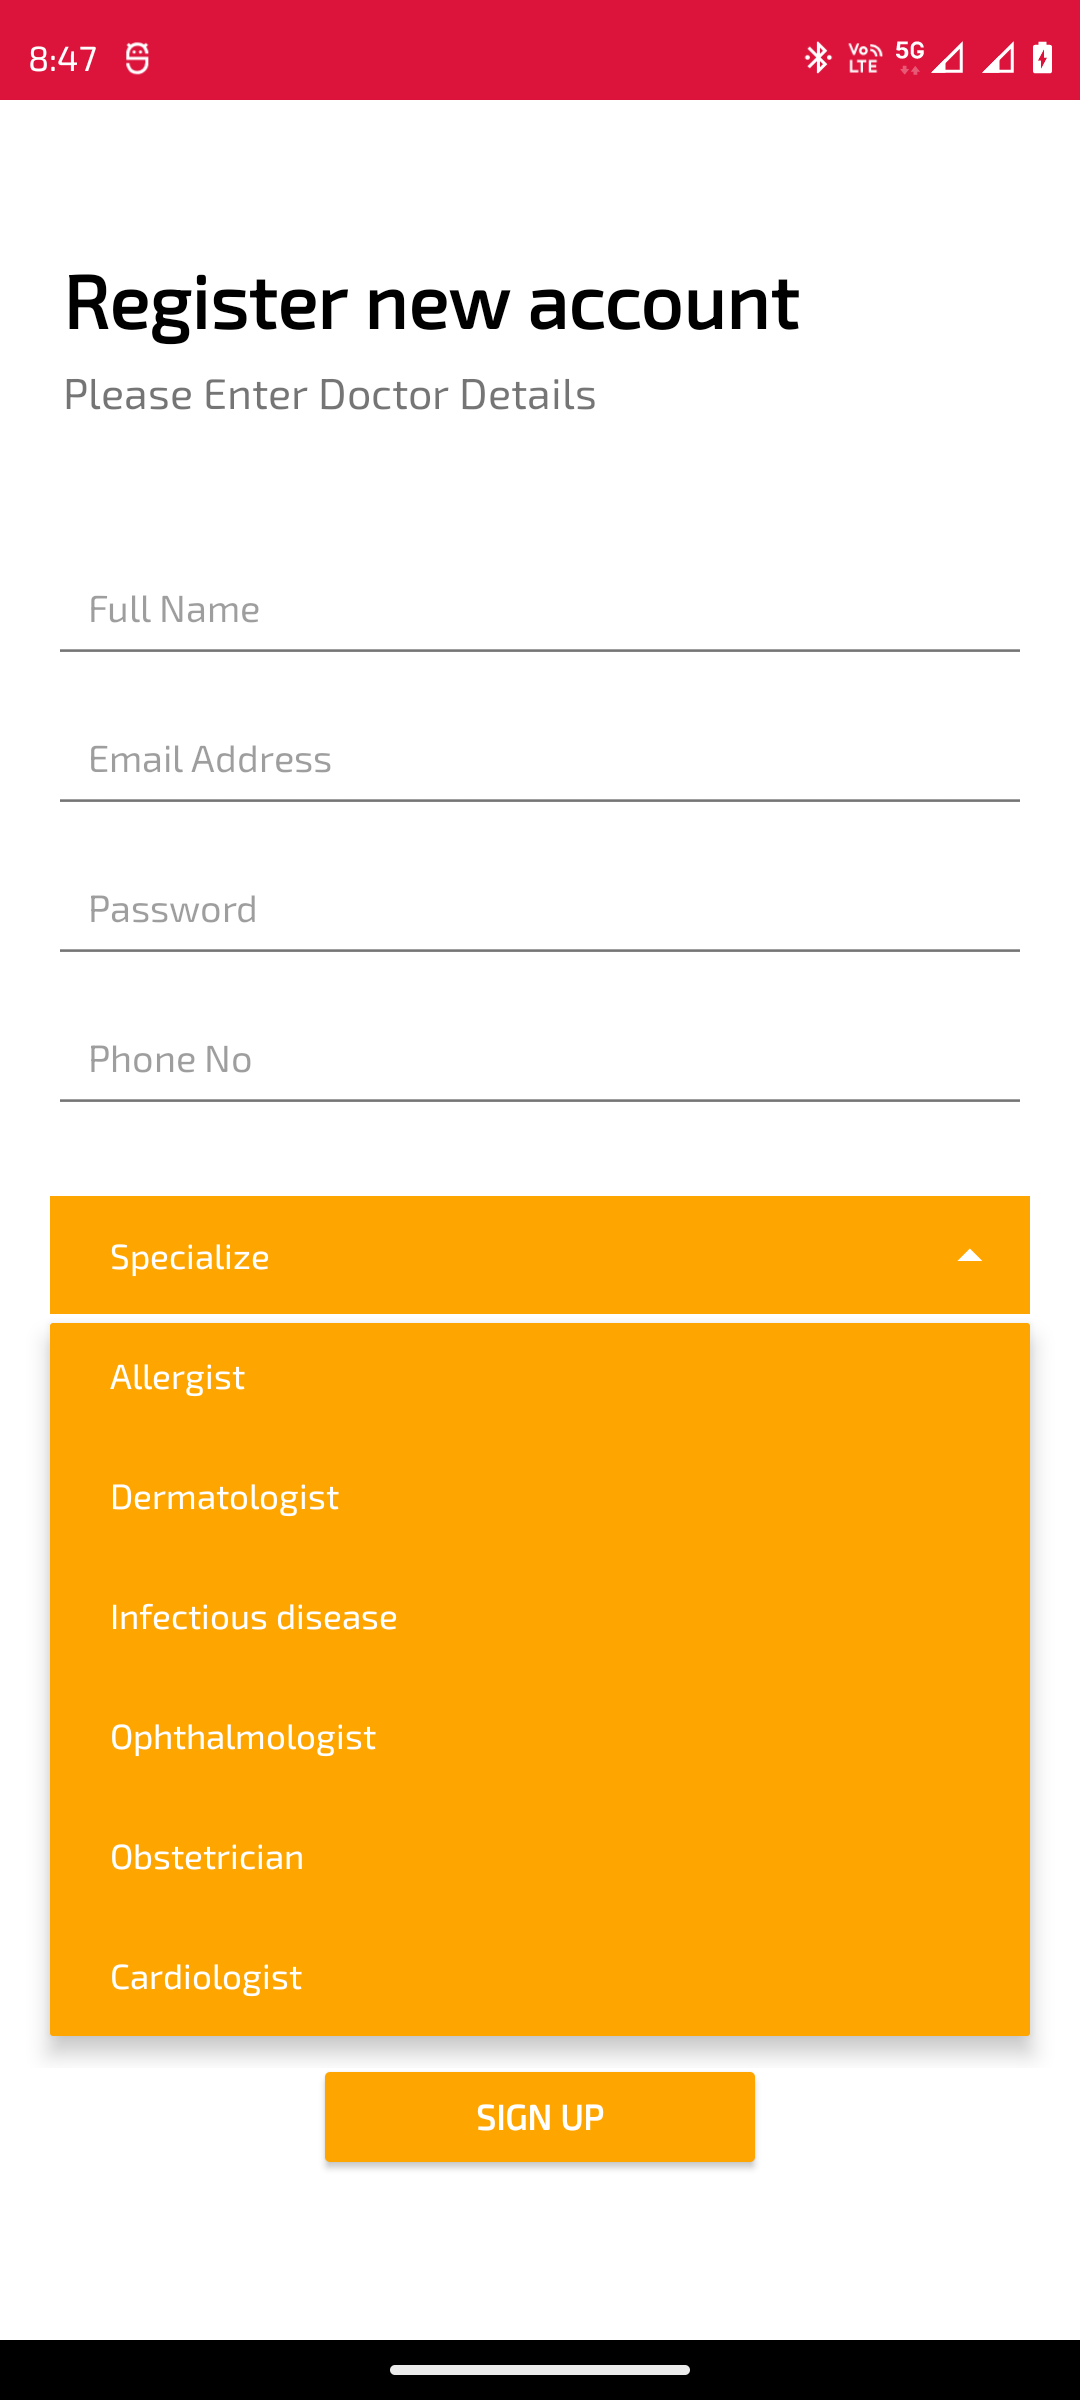 8:47
Vo LTE 5G
Register new account
Please Enter Doctor Details
Full Name
Email Address
Password
Phone No
Specialize
Allergist
Dermatologist
Infectious disease
Ophthalmologist
Obstetrician
Cardiologist
SIGN UP